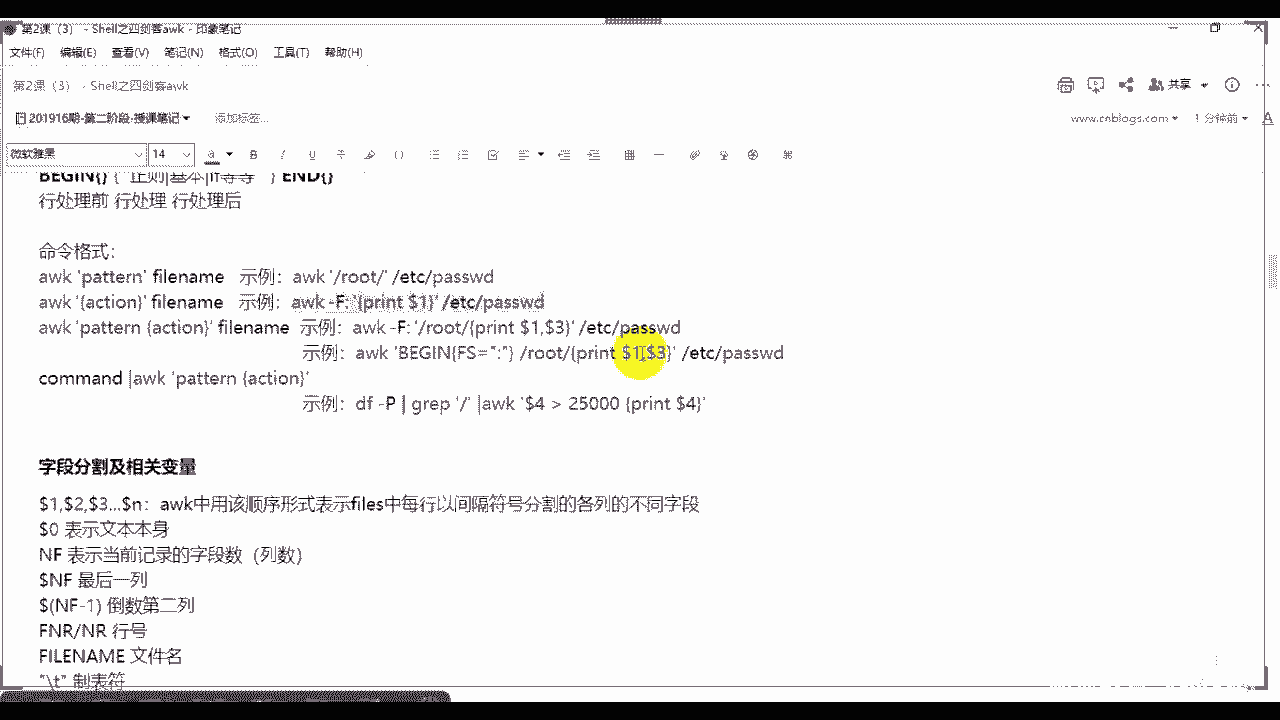 第2课（3） - Shell之四剑客awk - 印象笔记
文件(F) 编辑(E) 查看(V) 笔记(N) 格式(O) 工具(T) 帮助(H)
第2课（3） - Shell之四剑客awk
共享
201916期-第二阶段-授课笔记 添加标签...
www.cnblogs.com 1 分钟前
微软雅黑 14
BEGIN{} { 正则|基本|if等等 } END{}
行处理前 行处理 行处理后
命令格式：
awk 'pattern' filename 示例：awk '/root/' /etc/passwd
awk '{action}' filename 示例：awk -F: '{print $1}' /etc/passwd
awk 'pattern {action}' filename 示例：awk -F: '/root/{print $1,$3}' /etc/passwd
示例：awk 'BEGIN{FS=":"} /root/{print $1,$3}' /etc/passwd
command |awk 'pattern {action}'
示例：df -P | grep '/' |awk '$4 > 25000 {print $4}'
字段分割及相关变量
$1,$2,$3...$n：awk中用该顺序形式表示files中每行以间隔符号分割的各列的不同字段
$0 表示文本本身
NF 表示当前记录的字段数（列数）
$NF 最后一列
$(NF-1) 倒数第二列
FNR/NR 行号
FILENAME 文件名
"\t" 制表符